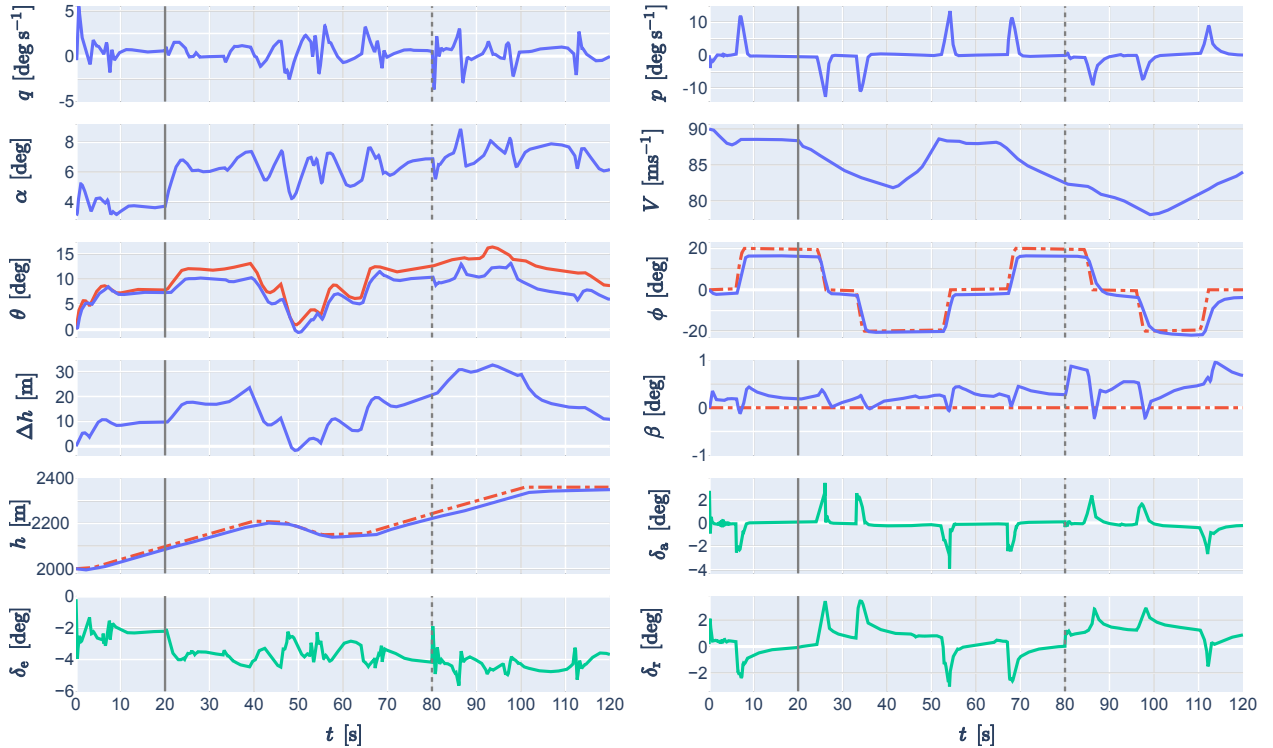 q [deg s⁻¹]
5
0
−5
p [deg s⁻¹]
10
0
−10
α [deg]
8
6
4
V [ms⁻¹]
90
85
80
θ [deg]
15
10
5
0
ϕ [deg]
20
0
−20
Δh [m]
30
20
10
0
β [deg]
1
0
−1
h [m]
2400
2200
2000
δa [deg]
2
0
−2
−4
δe [deg]
0
−2
−4
−6
δr [deg]
2
0
−2
0 10 20 30 40 50 60 70 80 90 100 110 120
t [s]
0 10 20 30 40 50 60 70 80 90 100 110 120
t [s]